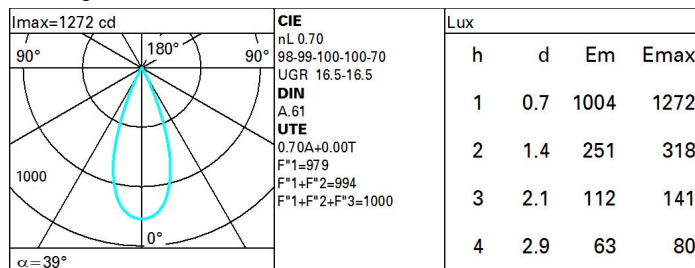 Imax=1272 cd
90°
180°
90°
1000
0°
α=39°
CIE
nL 0.70
98-99-100-100-70
UGR 16.5-16.5
DIN
A.61
UTE
0.70A+0.00T
F"1=979
F"1+F"2=994
F"1+F"2+F"3=1000
Lux
h d Em Emax
1 0.7 1004 1272
2 1.4 251 318
3 2.1 112 141
4 2.9 63 80